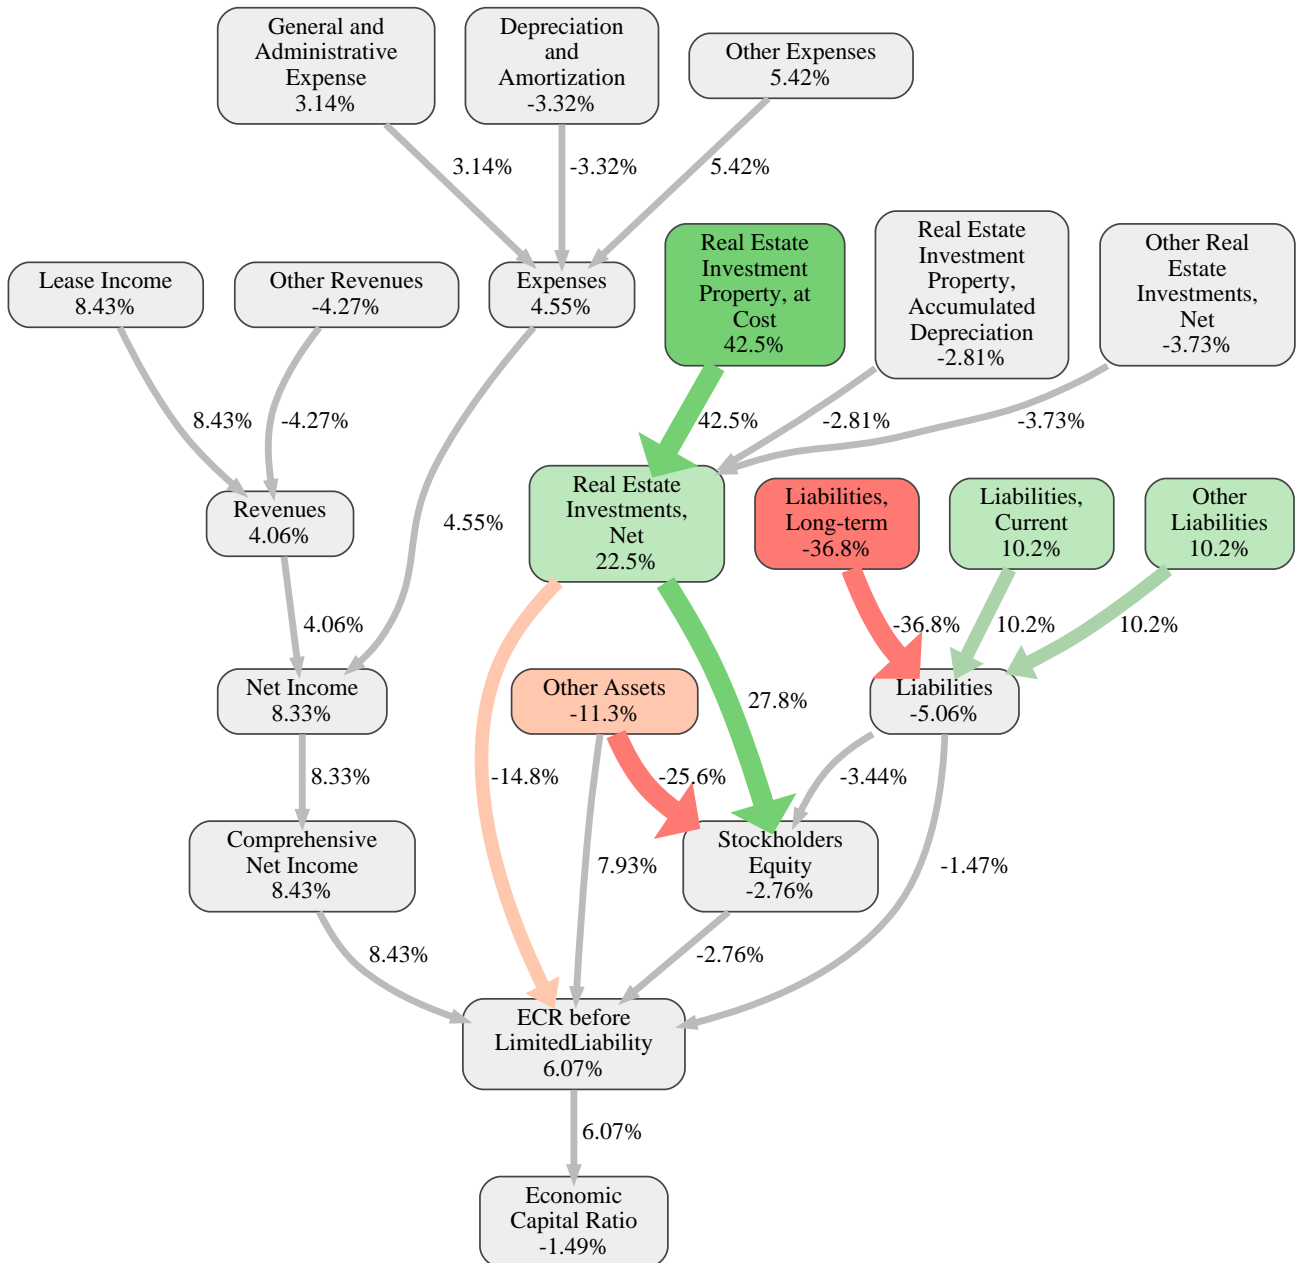 General and
Administrative
Expense
3.14%
Depreciation
and
Amortization
-3.32%
Other Expenses
5.42%
3.14%
-3.32%
5.42%
Lease Income
8.43%
Other Revenues
-4.27%
Expenses
4.55%
Real Estate
Investment
Property, at
Cost
42.5%
Real Estate
Investment
Property,
Accumulated
Depreciation
-2.81%
Other Real
Estate
Investments,
Net
-3.73%
8.43%
-4.27%
42.5%
-2.81%
-3.73%
Revenues
4.06%
4.55%
Real Estate
Investments,
Net
22.5%
Liabilities,
Long-term
-36.8%
Liabilities,
Current
10.2%
Other
Liabilities
10.2%
4.06%
-36.8%
10.2%
10.2%
Net Income
8.33%
Other Assets
-11.3%
27.8%
Liabilities
-5.06%
8.33%
-14.8%
-25.6%
-3.44%
Comprehensive
Net Income
8.43%
7.93%
Stockholders
Equity
-2.76%
-1.47%
8.43%
-2.76%
ECR before
LimitedLiability
6.07%
6.07%
Economic
Capital Ratio
-1.49%